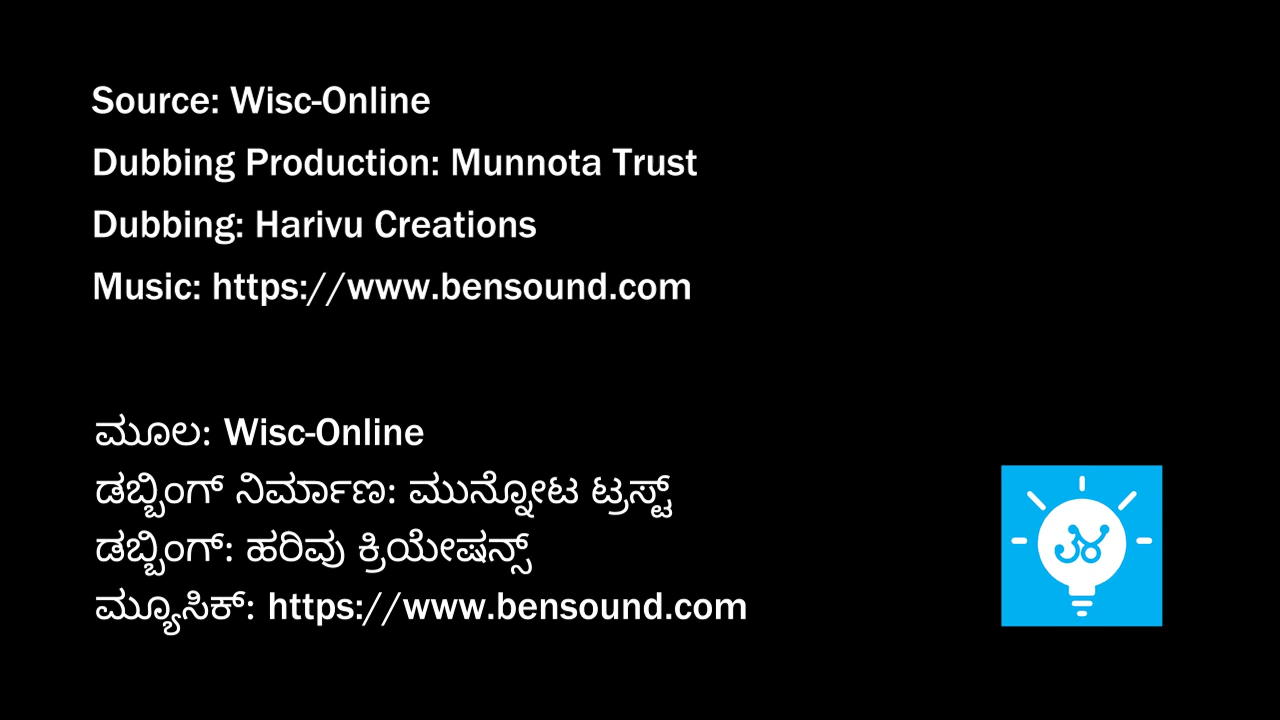 Source: Wisc-Online
Dubbing Production: Munnota Trust
Dubbing: Harivu Creations
Music: https://www.bensound.com
ಮೂಲ: Wisc-Online
ಡಬ್ಬಿಂಗ್ ನಿರ್ಮಾಣ: ಮುನ್ನೋಟ ಟ್ರಸ್ಟ್
ಡಬ್ಬಿಂಗ್: ಹರಿವು ಕ್ರಿಯೇಷನ್ಸ್
ಮ್ಯೂಸಿಕ್: https://www.bensound.com